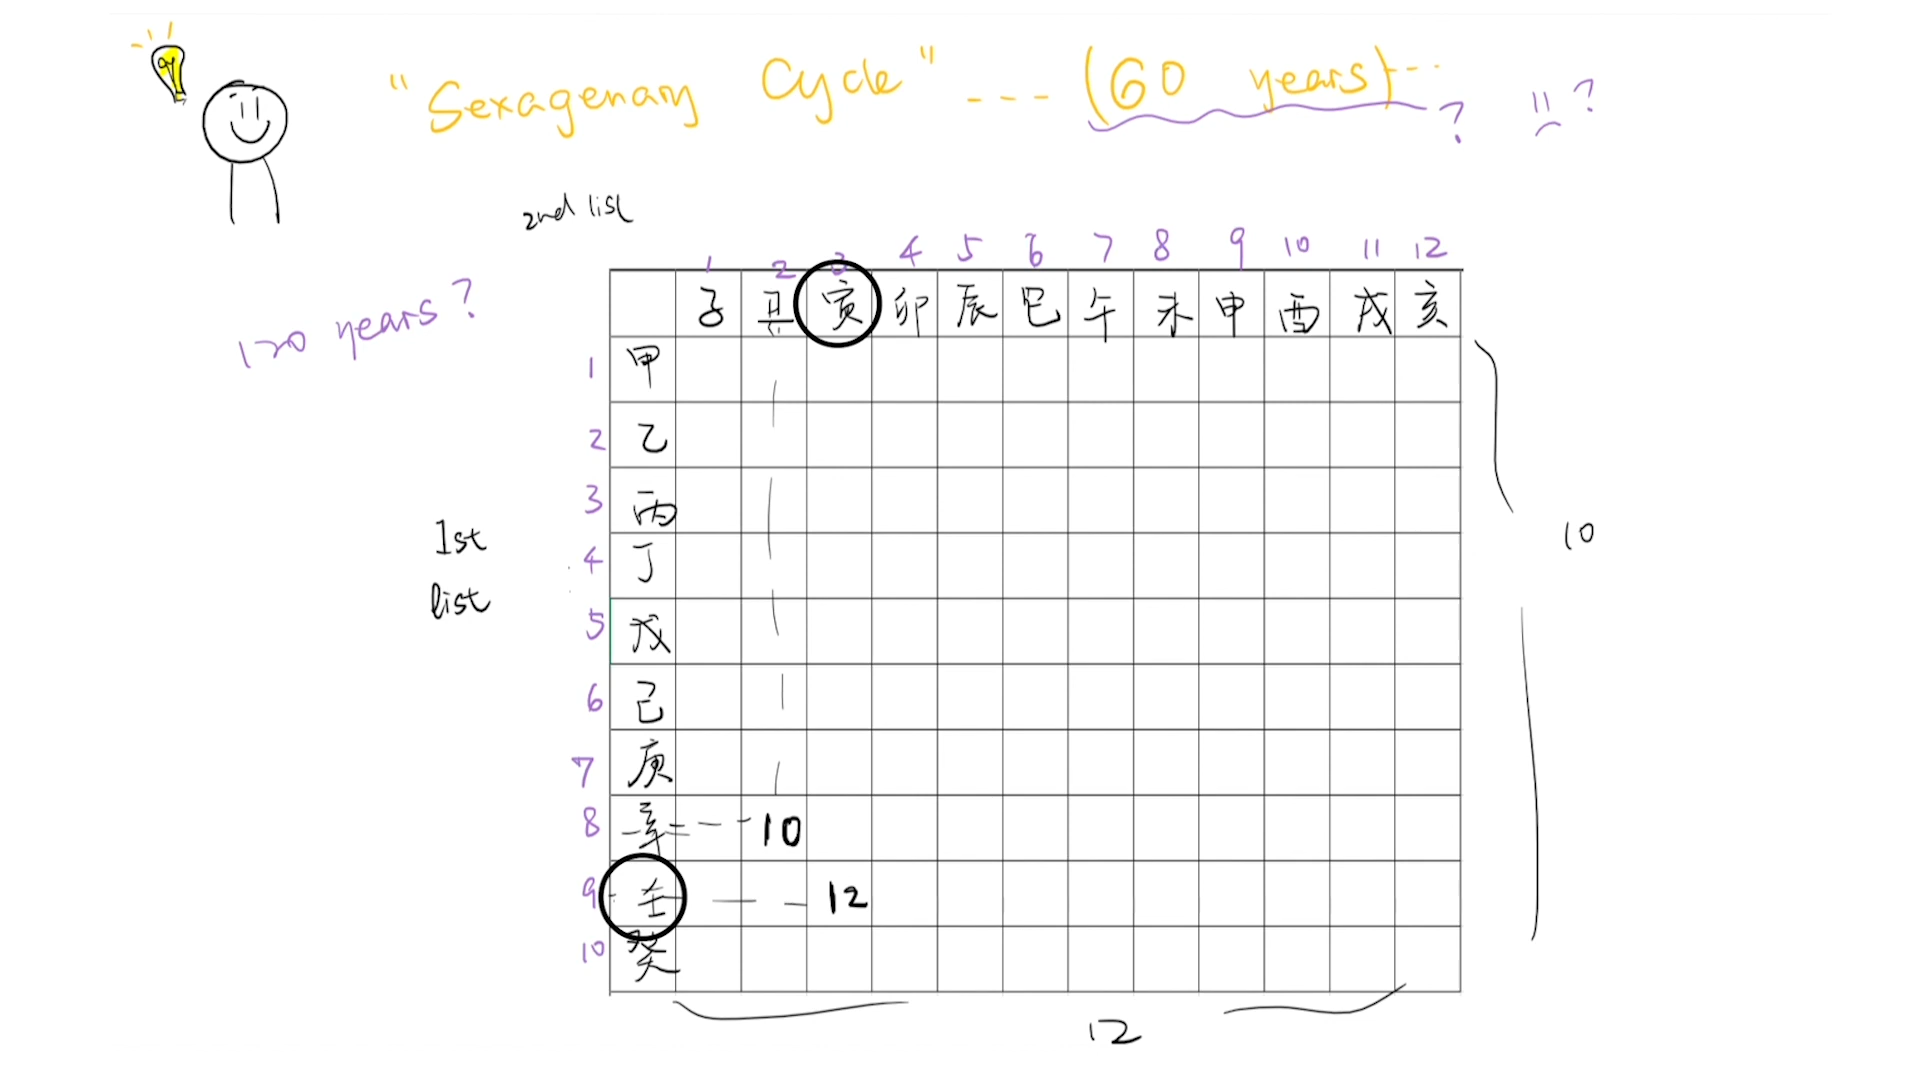 "Sexagenary Cycle" --- (60 years)--- ? ?
2nd list
120 years?
1 2 3 4 5 6 7 8 9 10 11 12
子 丑 寅 卯 辰 巳 午 未 申 酉 戌 亥
1 甲
2 乙
3 丙
4 丁
5 戊
6 己
7 庚
8 辛 10
9 壬 12
10 癸
1st
list
10
12